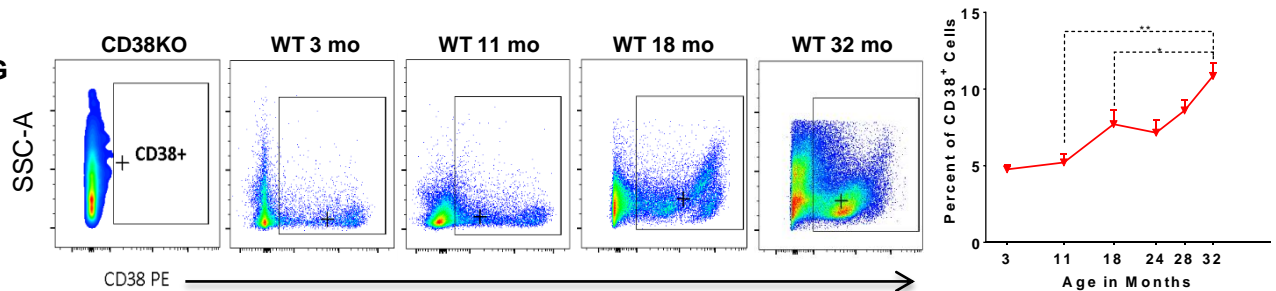 G
CD38KO
WT 3 mo
WT 11 mo
WT 18 mo
WT 32 mo
SSC-A
CD38+
CD38 PE
Percent of CD38⁺ Cells
15
10
5
0
**
*
3 11 18 24 28 32
Age in Months